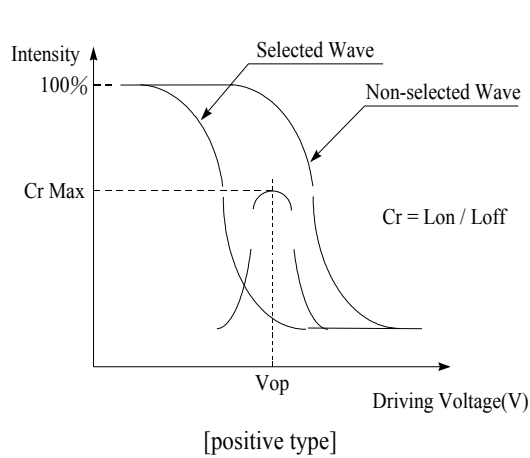 Selected Wave
Intensity
100%
Non-selected Wave
Cr Max
Cr = Lon / Loff
Vop
Driving Voltage(V)
[positive type]